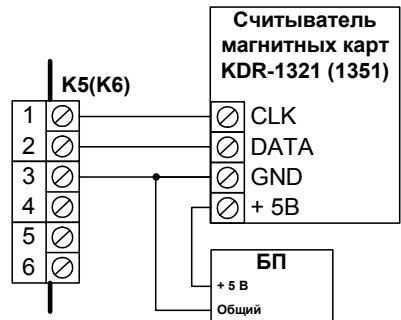 Считыватель
магнитных карт
KDR-1321 (1351)
K5(K6)
1
CLK
2
DATA
3
GND
4
+ 5В
5
6
БП
+ 5 В
Общий